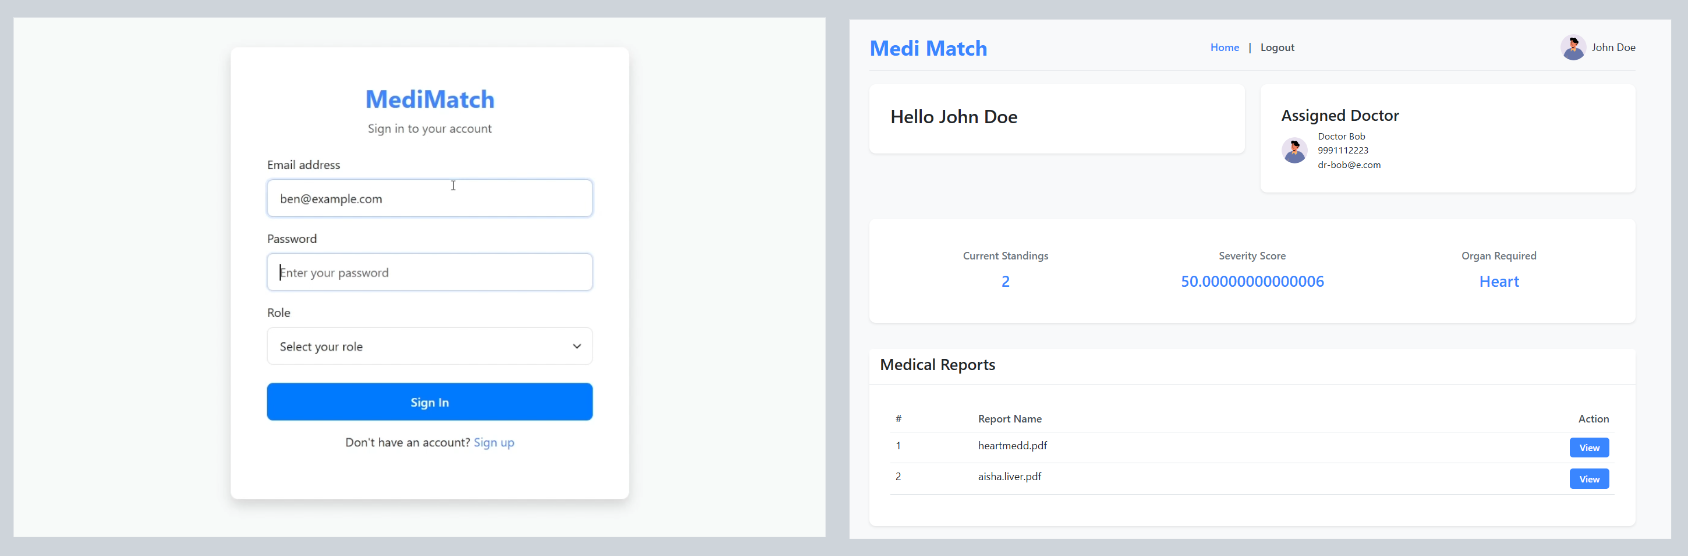 MediMatch
Sign in to your account
Email address
ben@example.com
Password
Enter your password
Role
Select your role
Sign In
Don't have an account? Sign up
Medi Match
Home | Logout
John Doe
Hello John Doe
Assigned Doctor
Doctor Bob
9991112223
dr-bob@e.com
Current Standings
2
Severity Score
50.00000000000006
Organ Required
Heart
Medical Reports
# Report Name Action
1 heartmedd.pdf View
2 aisha.liver.pdf View